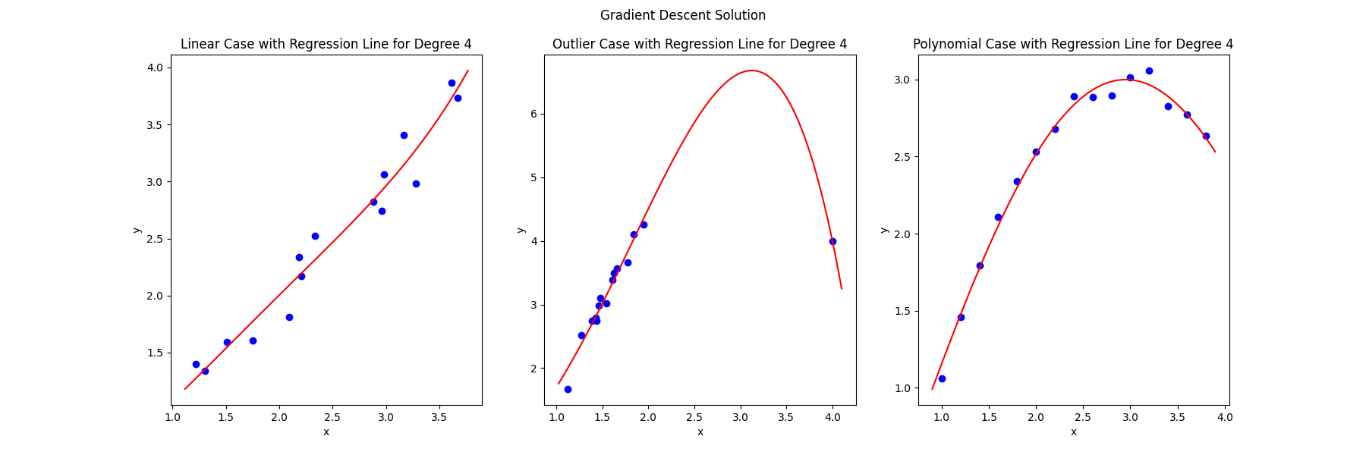 Gradient Descent Solution
Linear Case with Regression Line for Degree 4
Outlier Case with Regression Line for Degree 4
Polynomial Case with Regression Line for Degree 4
4.0
3.5
3.0
2.5
2.0
1.5
y
1.0 1.5 2.0 2.5 3.0 3.5
x
6
5
4
3
2
y
1.0 1.5 2.0 2.5 3.0 3.5 4.0
x
3.0
2.5
2.0
1.5
1.0
y
1.0 1.5 2.0 2.5 3.0 3.5 4.0
x